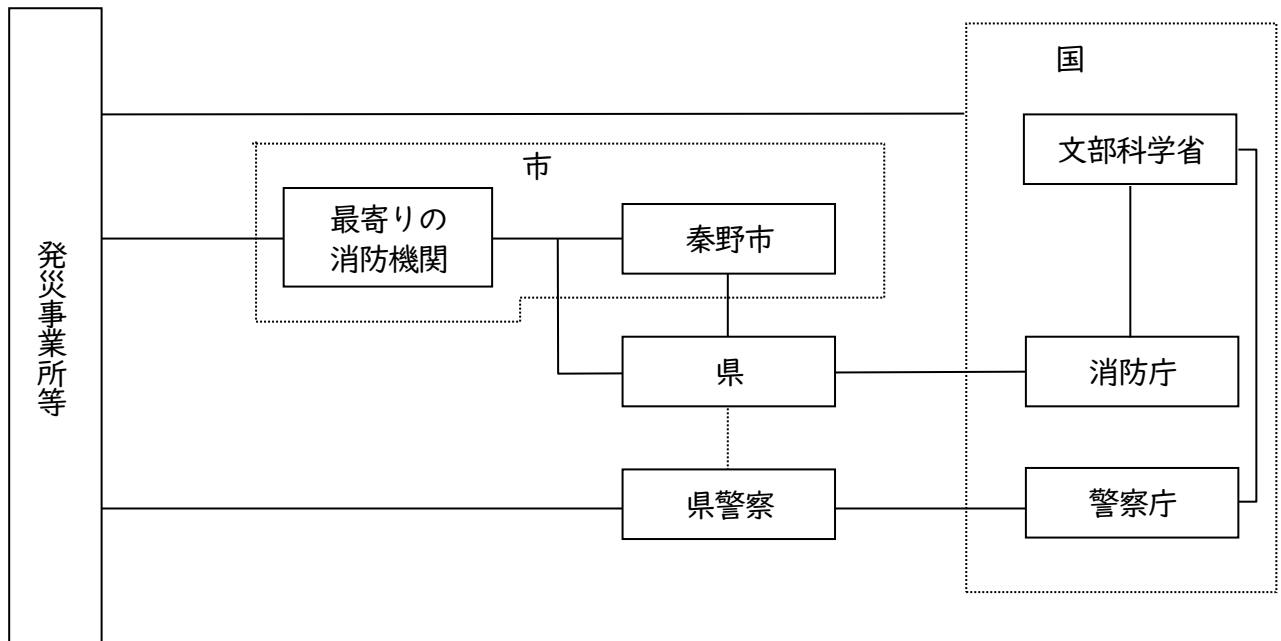 国
文部科学省
市
最寄りの
消防機関
秦野市
発災事業所等
県
消防庁
県警察
警察庁